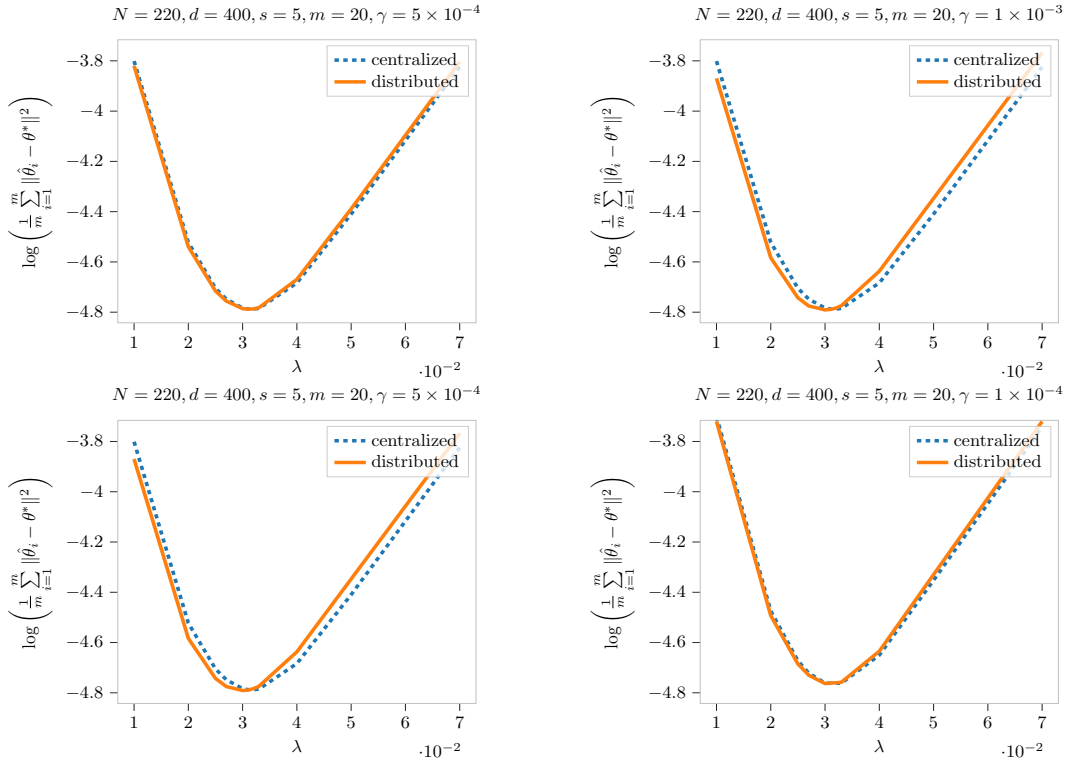 N = 220, d = 400, s = 5, m = 20, γ = 5 × 10⁻⁴
−3.8
−4
−4.2
−4.4
−4.6
−4.8
log ( 1/m ∑_{i=1}^{m} ‖θ̂_i − θ*‖² )
centralized
distributed
1 2 3 4 5 6 7
λ
·10⁻²
N = 220, d = 400, s = 5, m = 20, γ = 1 × 10⁻³
−3.8
−4
−4.2
−4.4
−4.6
−4.8
log ( 1/m ∑_{i=1}^{m} ‖θ̂_i − θ*‖² )
centralized
distributed
1 2 3 4 5 6 7
λ
·10⁻²
N = 220, d = 400, s = 5, m = 20, γ = 5 × 10⁻⁴
−3.8
−4
−4.2
−4.4
−4.6
−4.8
log ( 1/m ∑_{i=1}^{m} ‖θ̂_i − θ*‖² )
centralized
distributed
1 2 3 4 5 6 7
λ
·10⁻²
N = 220, d = 400, s = 5, m = 20, γ = 1 × 10⁻⁴
−3.8
−4
−4.2
−4.4
−4.6
−4.8
log ( 1/m ∑_{i=1}^{m} ‖θ̂_i − θ*‖² )
centralized
distributed
1 2 3 4 5 6 7
λ
·10⁻²